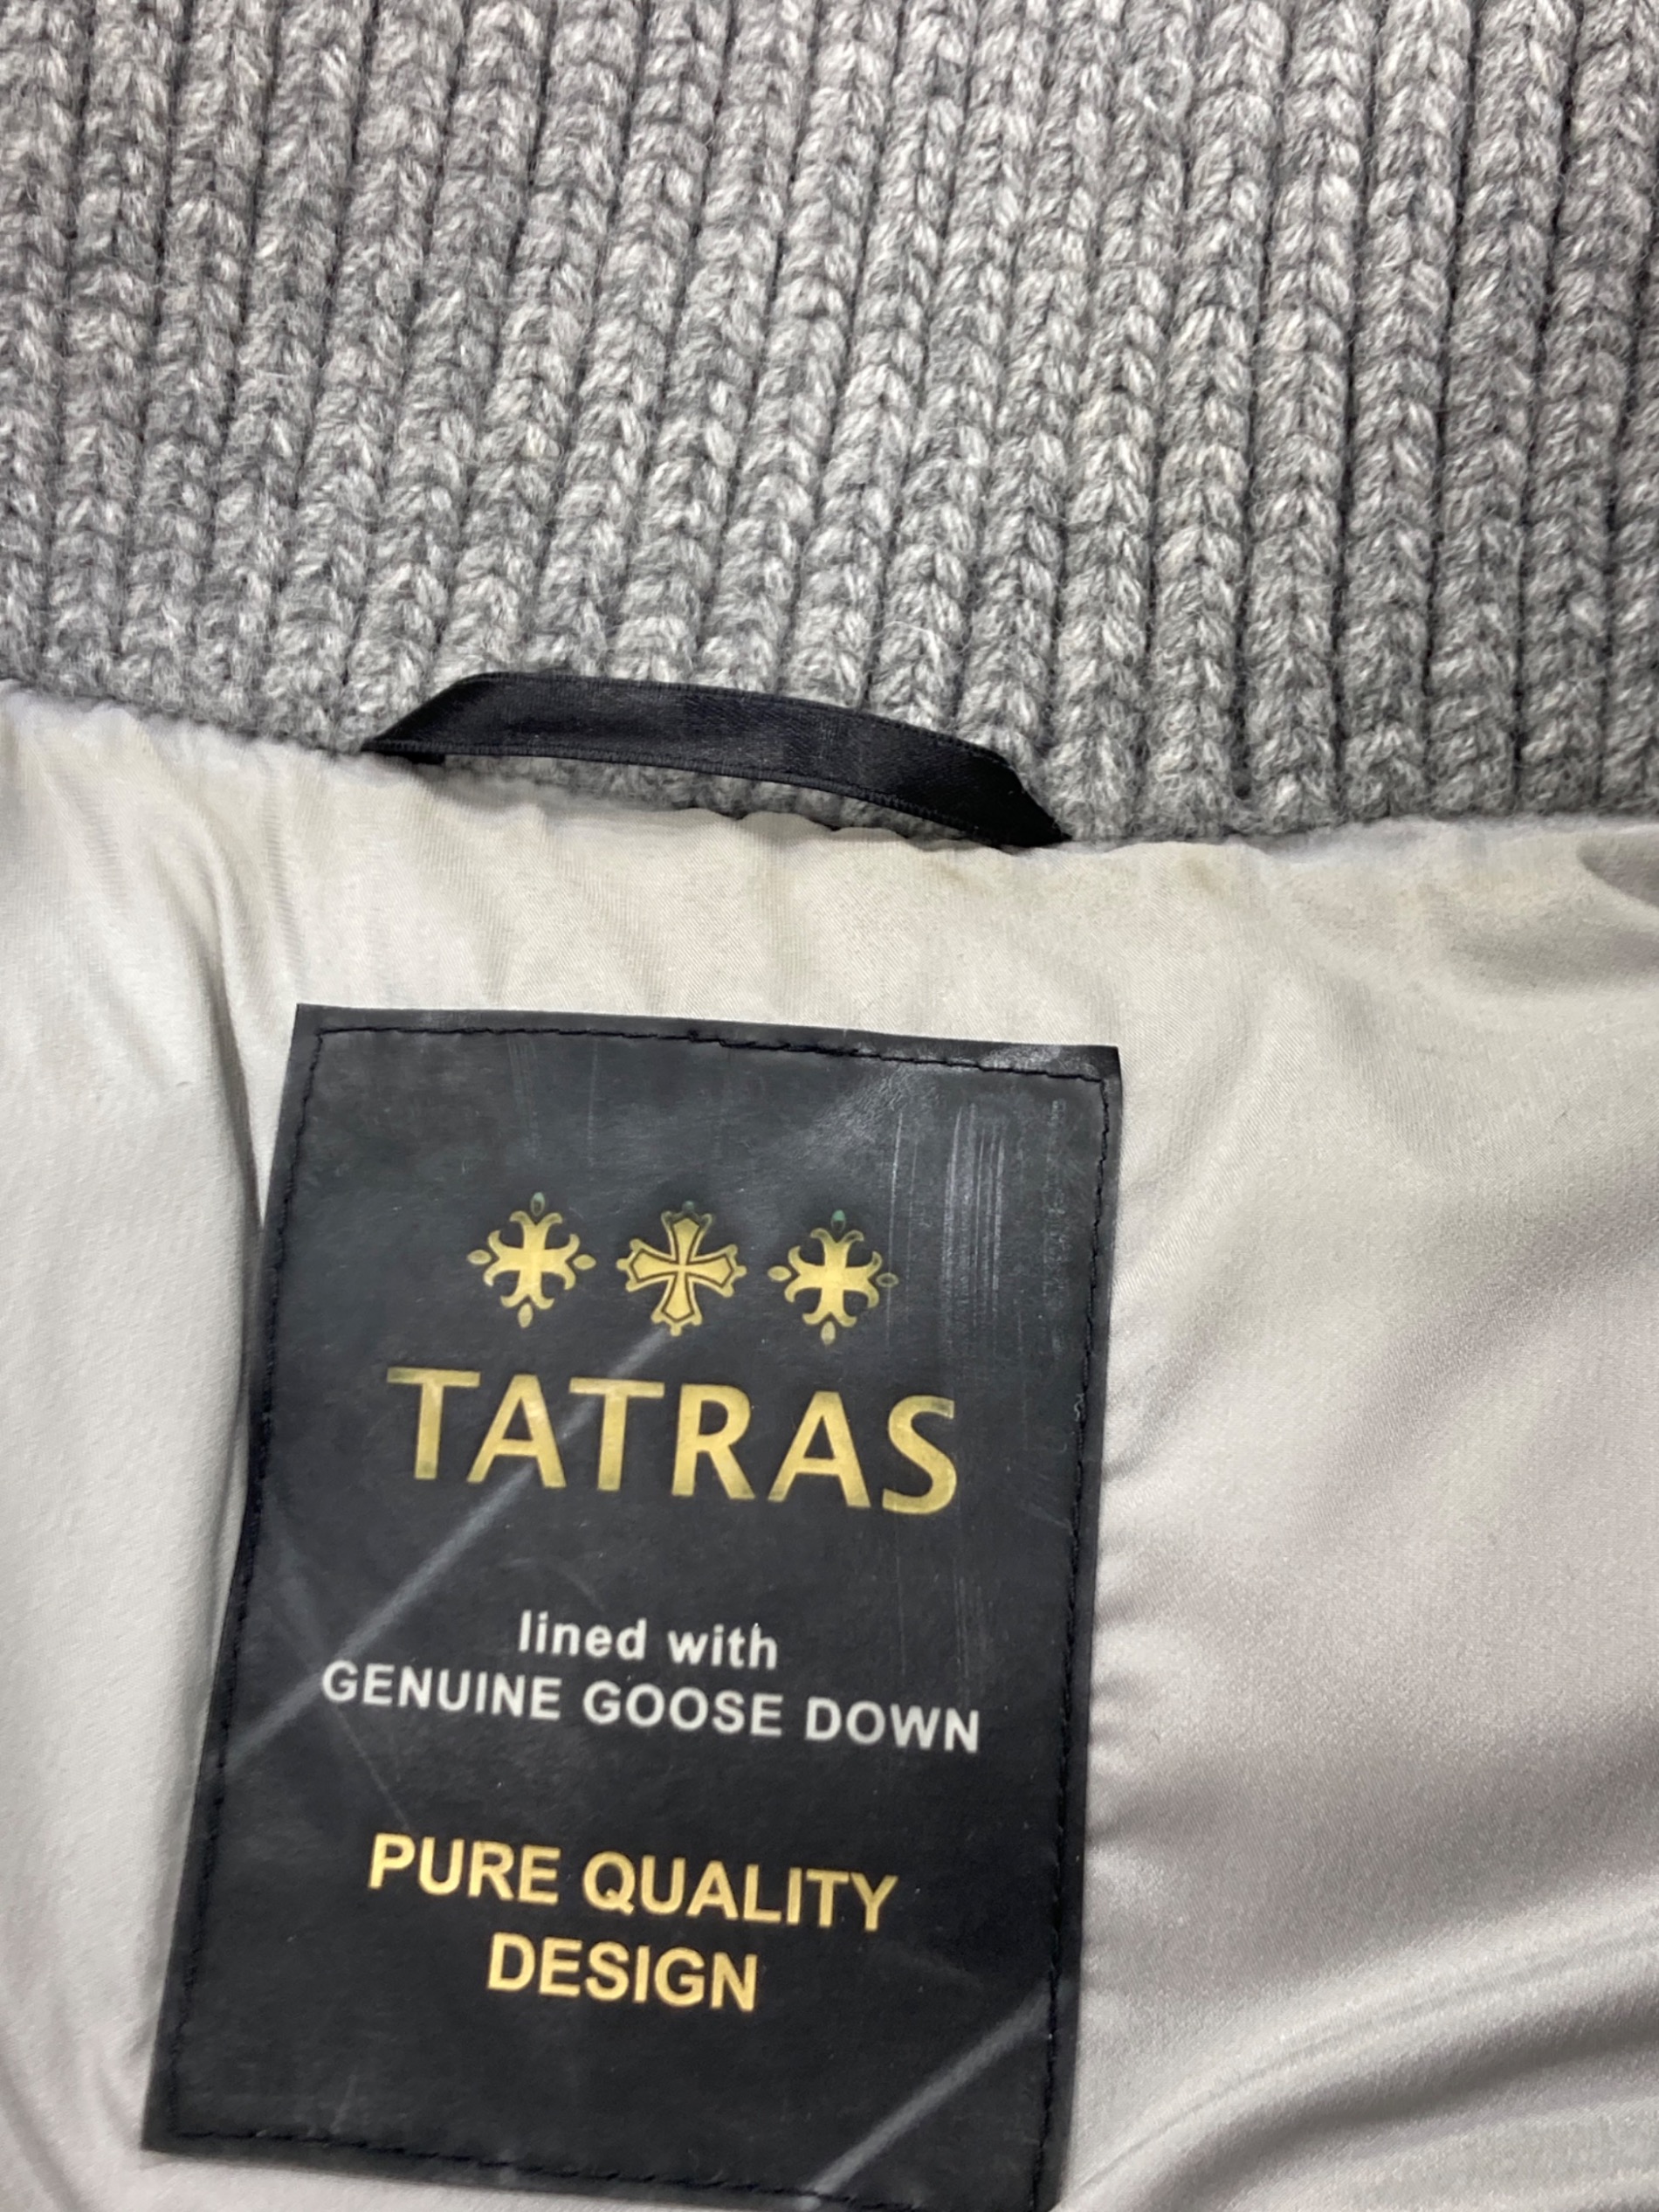 TATRAS
lined with
GENUINE GOOSE DOWN
PURE QUALITY
DESIGN